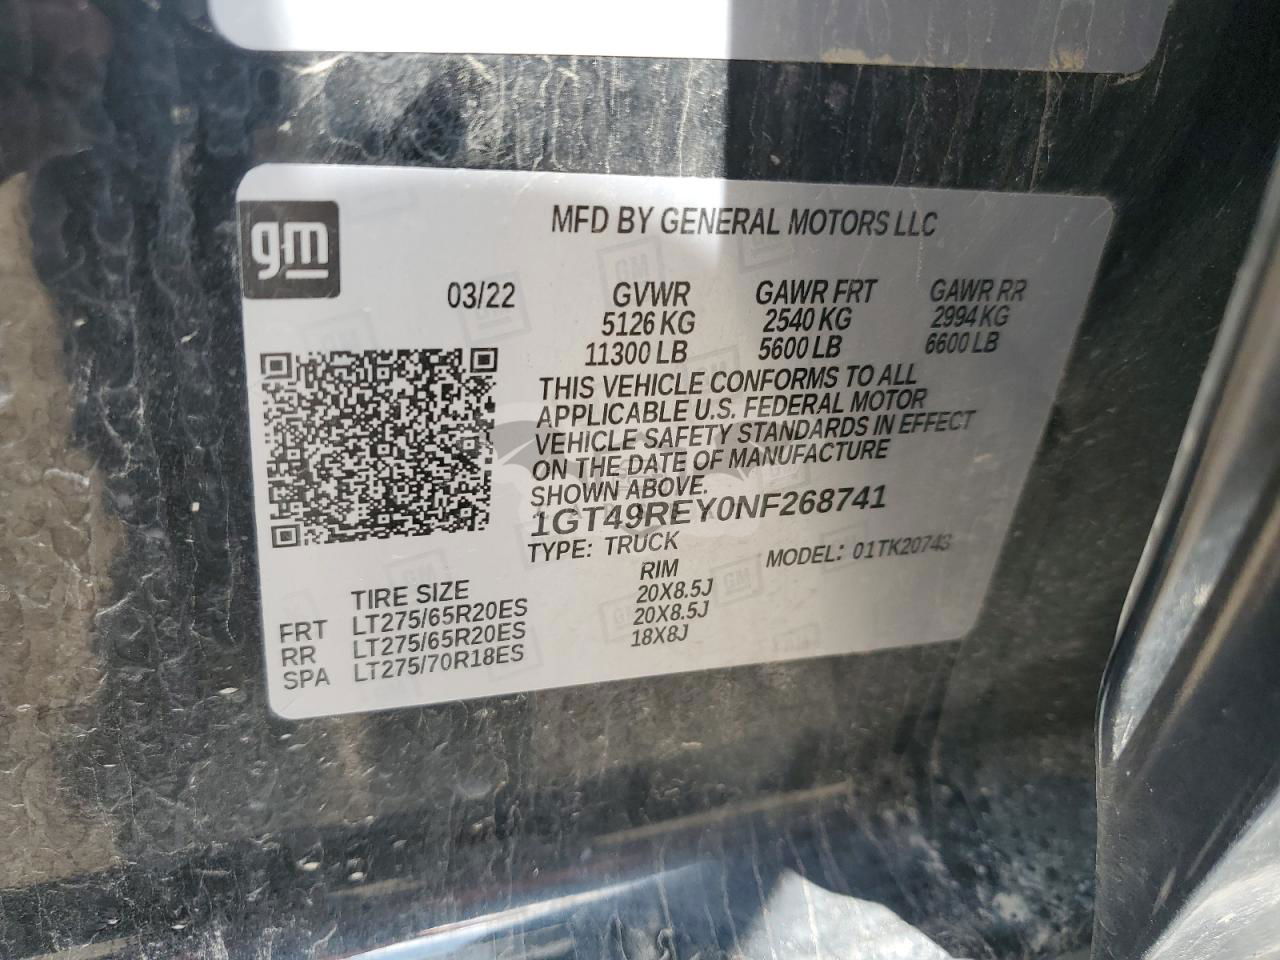 gm
MFD BY GENERAL MOTORS LLC
03/22 GVWR GAWR FRT GAWR RR
5126 KG 2540 KG 2994 KG
11300 LB 5600 LB 6600 LB
THIS VEHICLE CONFORMS TO ALL
APPLICABLE U.S. FEDERAL MOTOR
VEHICLE SAFETY STANDARDS IN EFFECT
ON THE DATE OF MANUFACTURE
SHOWN ABOVE.
1GT49REY0NF268741
TYPE: TRUCK MODEL: 01TK20743
TIRE SIZE RIM
FRT LT275/65R20ES 20X8.5J
RR LT275/65R20ES 20X8.5J
SPA LT275/70R18ES 18X8J